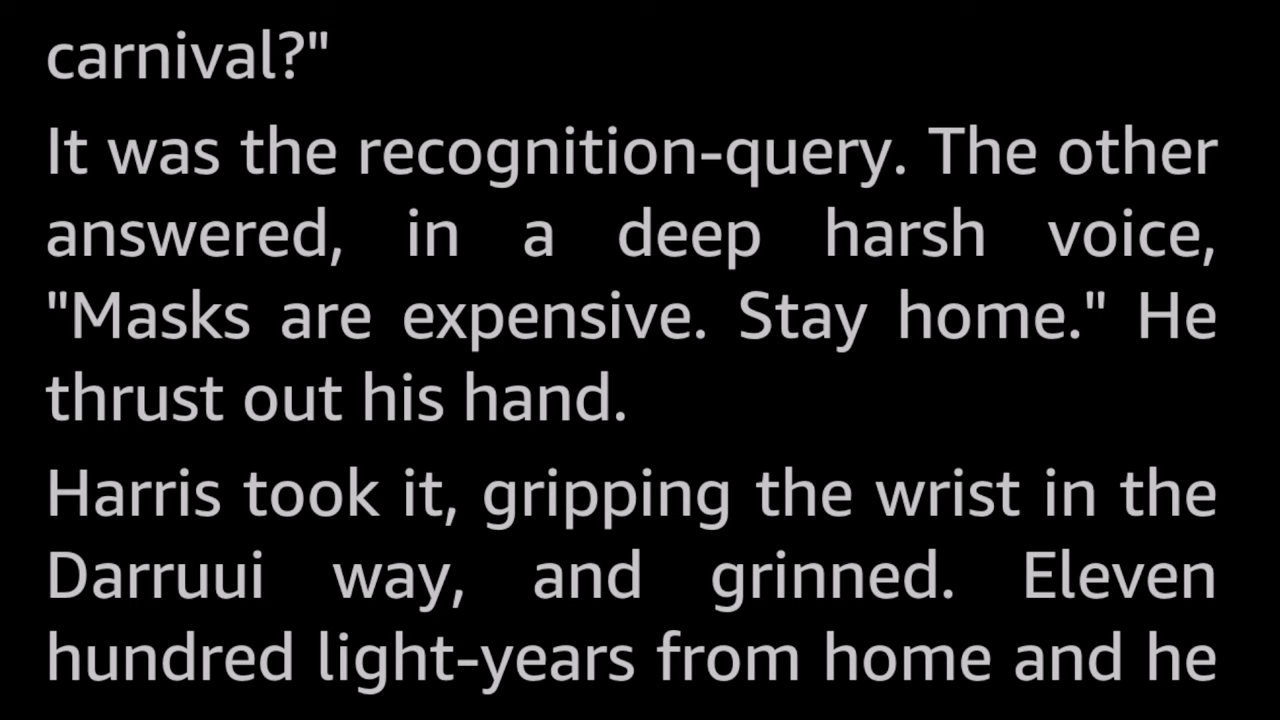 carnival?"
It was the recognition-query. The other
answered, in a deep harsh voice,
"Masks are expensive. Stay home." He
thrust out his hand.
Harris took it, gripping the wrist in the
Darruui way, and grinned. Eleven
hundred light-years from home and he